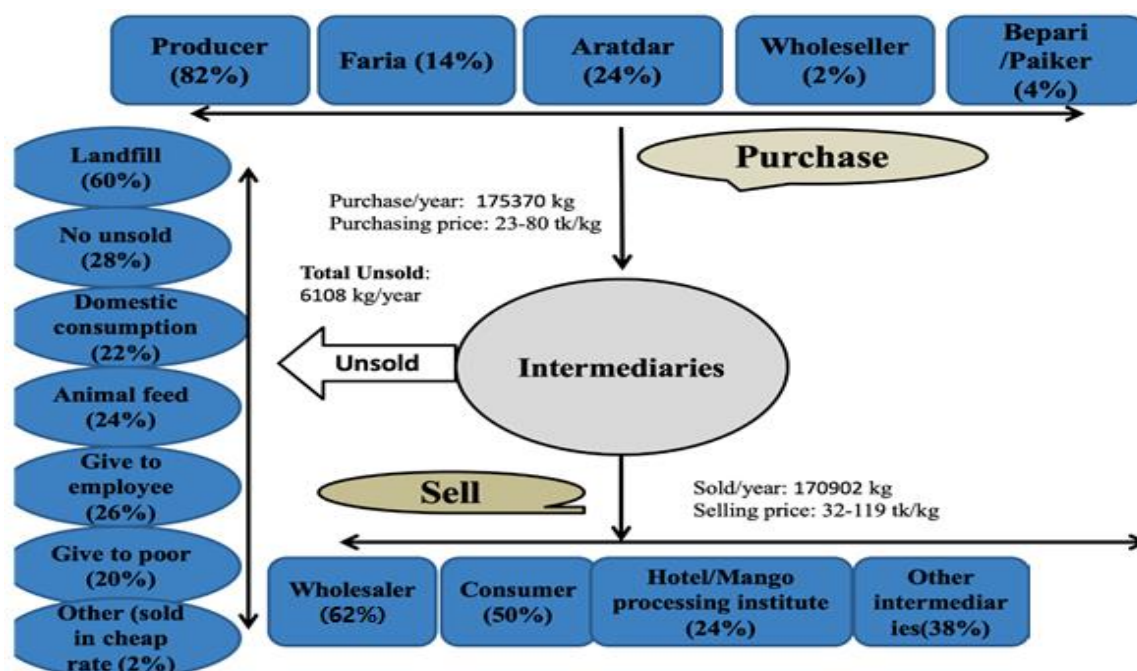 Producer
(82%)
Faria (14%)
Aratdar
(24%)
Wholeseller
(2%)
Bepari
/Paiker
(4%)
Purchase
Purchase/year: 175370 kg
Purchasing price: 23-80 tk/kg
Landfill
(60%)
No unsold
(28%)
Domestic
consumption
(22%)
Animal feed
(24%)
Give to
employee
(26%)
Give to poor
(20%)
Other (sold
in cheap
rate (2%)
Total Unsold:
6108 kg/year
Unsold
Intermediaries
Sell
Sold/year: 170902 kg
Selling price: 32-119 tk/kg
Wholesaler
(62%)
Consumer
(50%)
Hotel/Mango
processing institute
(24%)
Other
intermediar
ies(38%)